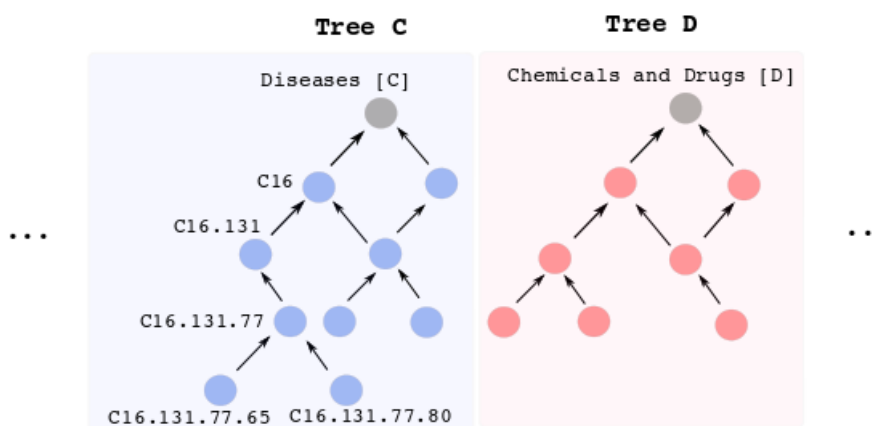 Tree C
Tree D
Diseases [C]
Chemicals and Drugs [D]
C16
C16.131
...
..
C16.131.77
C16.131.77.65
C16.131.77.80